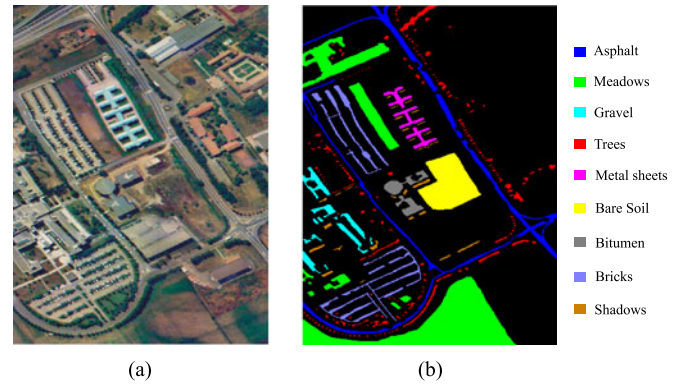 Asphalt
Meadows
Gravel
Trees
Metal sheets
Bare Soil
Bitumen
Bricks
Shadows
(a)
(b)